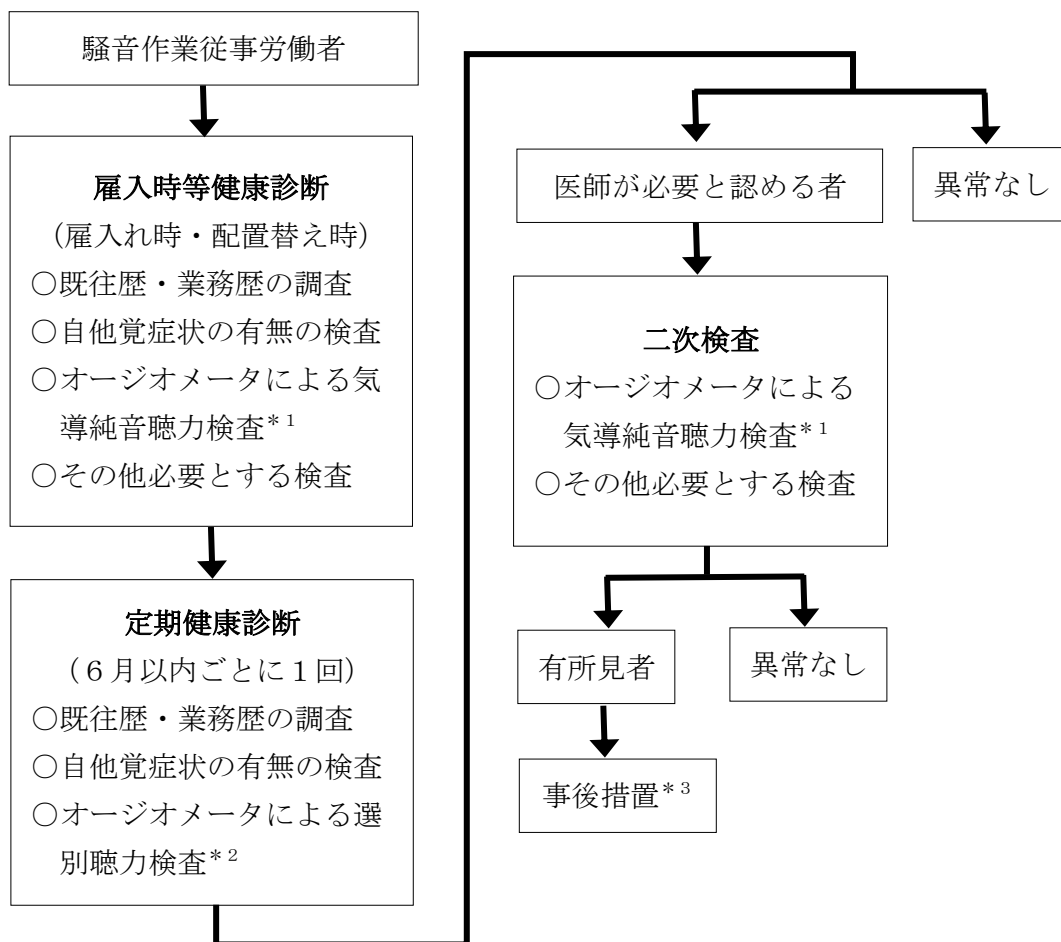 騒音作業従事労働者
雇入時等健康診断
（雇入れ時・配置替え時）
○既往歴・業務歴の調査
○自他覚症状の有無の検査
○オージオメータによる気
導純音聴力検査*1
○その他必要とする検査
定期健康診断
（6月以内ごとに1回）
○既往歴・業務歴の調査
○自他覚症状の有無の検査
○オージオメータによる選
別聴力検査*2
医師が必要と認める者
異常なし
二次検査
○オージオメータによる
気導純音聴力検査*1
○その他必要とする検査
有所見者
異常なし
事後措置*3